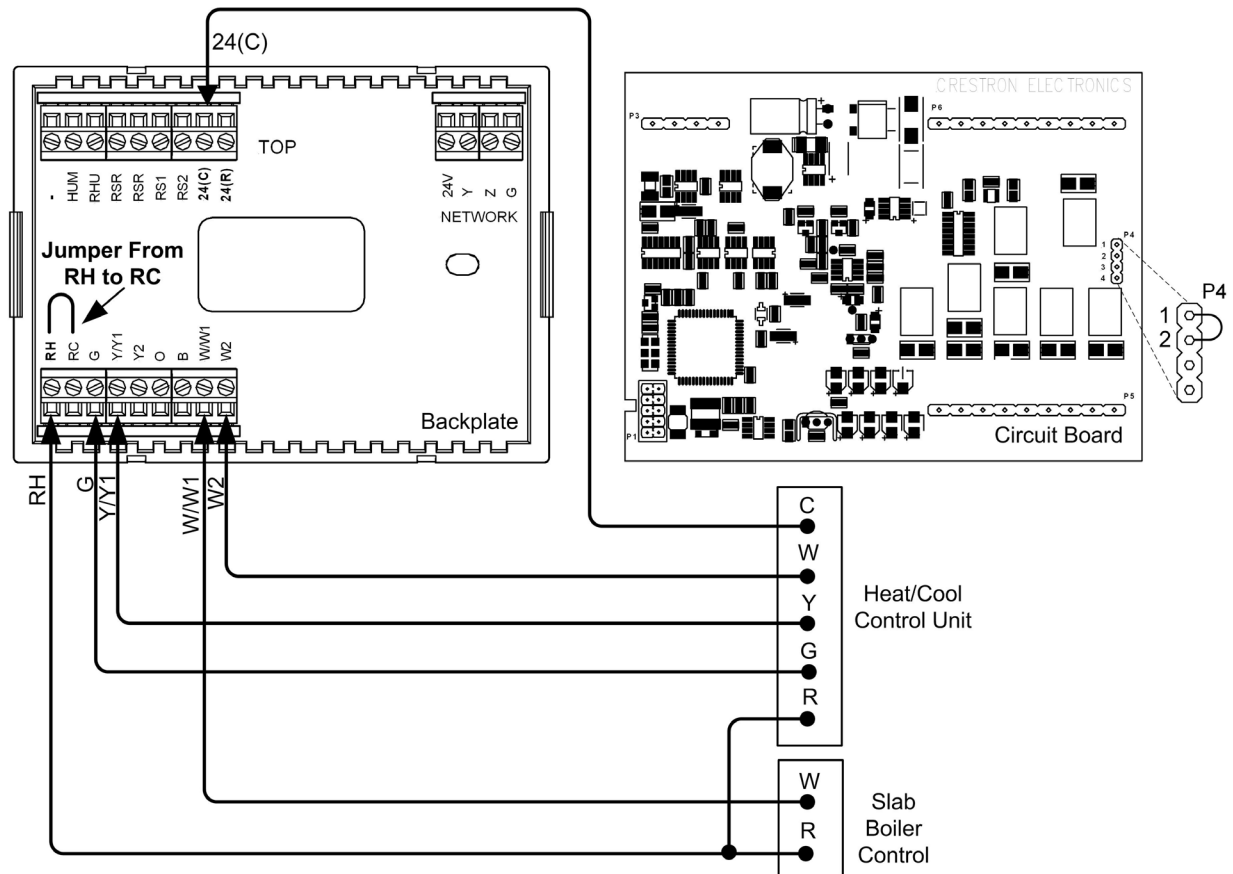 24(C)
-
HUM
RHU
RSR
RSR
RS1
RS2
24(C)
24(R)
TOP
24V
Y
Z
G
NETWORK
Jumper From
RH to RC
RH
RC
G
Y/Y1
Y2
O
B
W/W1
W2
Backplate
RH
G
Y/Y1
W/W1
W2
CRESTRON ELECTRONICS
P3
P6
P4
1
2
3
4
P4
1
2
P1
P5
Circuit Board
C
W
Y
G
R
Heat/Cool
Control Unit
W
R
Slab
Boiler
Control